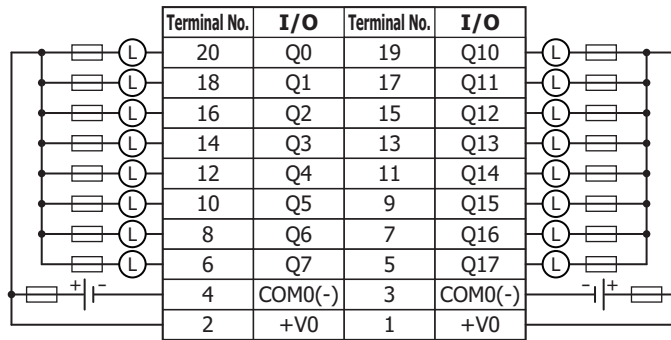 Terminal No. I/O Terminal No. I/O
L 20 Q0 19 Q10 L
L 18 Q1 17 Q11 L
L 16 Q2 15 Q12 L
L 14 Q3 13 Q13 L
L 12 Q4 11 Q14 L
L 10 Q5 9 Q15 L
L 8 Q6 7 Q16 L
L 6 Q7 5 Q17 L
+ - 4 COM0(-) 3 COM0(-) - +
2 +V0 1 +V0